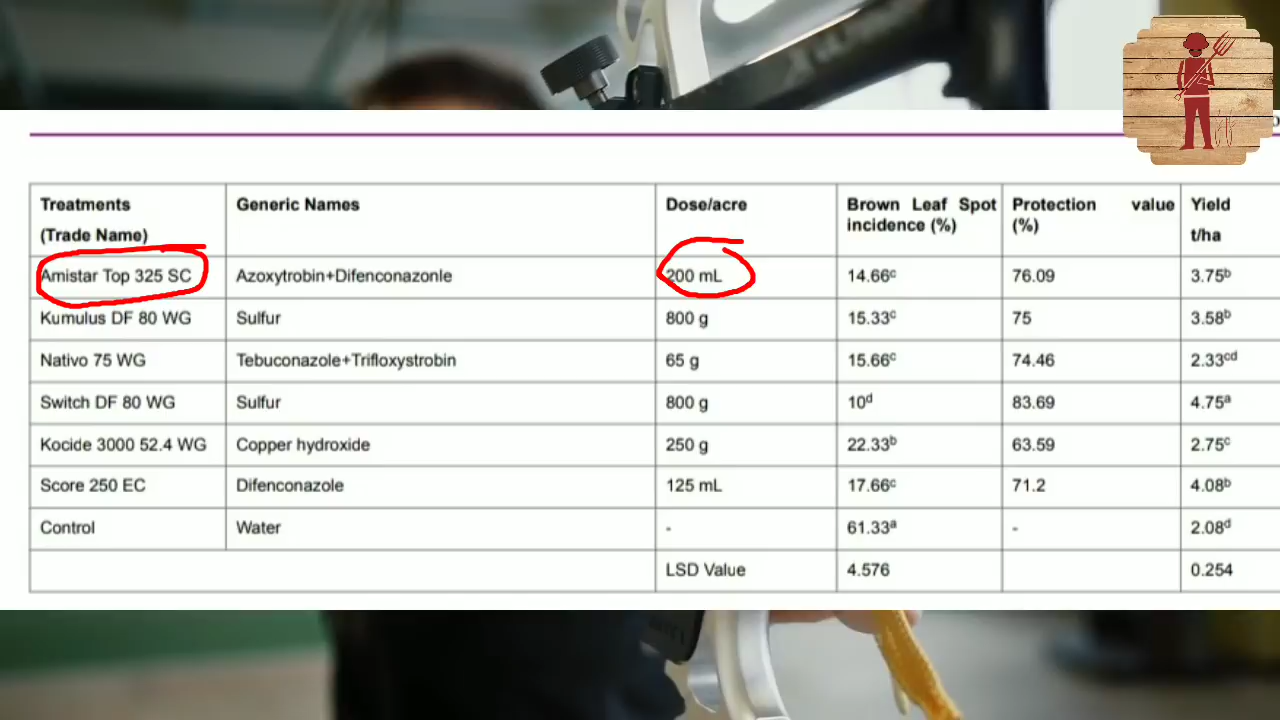 Treatments (Trade Name) Generic Names Dose/acre Brown Leaf Spot incidence (%) Protection value (%) Yield t/ha
Amistar Top 325 SC Azoxytrobin+Difenconazonle 200 mL 14.66ᶜ 76.09 3.75ᵇ
Kumulus DF 80 WG Sulfur 800 g 15.33ᶜ 75 3.58ᵇ
Nativo 75 WG Tebuconazole+Trifloxystrobin 65 g 15.66ᶜ 74.46 2.33ᶜᵈ
Switch DF 80 WG Sulfur 800 g 10ᵈ 83.69 4.75ᵃ
Kocide 3000 52.4 WG Copper hydroxide 250 g 22.33ᵇ 63.59 2.75ᶜ
Score 250 EC Difenconazole 125 mL 17.66ᶜ 71.2 4.08ᵇ
Control Water - 61.33ᵃ - 2.08ᵈ
LSD Value 4.576 0.254